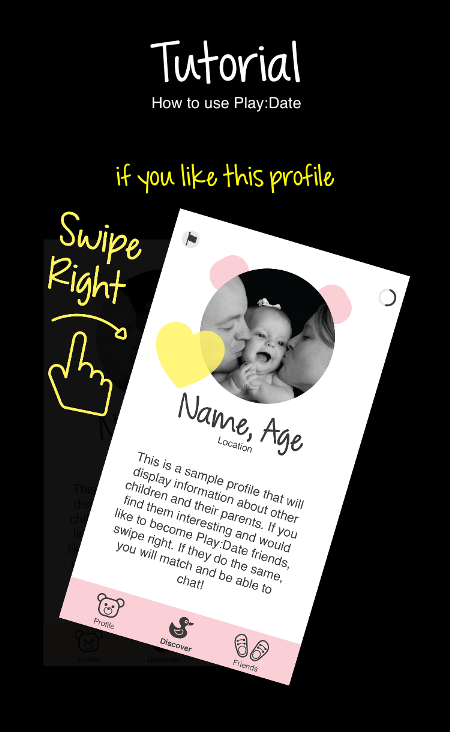 Tutorial
How to use Play:Date
if you like this profile
Swipe
Right
Name, Age
Location
This is a sample profile that will
display information about other
children and their parents. If you
find them interesting and would
like to become Play:Date friends,
swipe right. If they do the same,
you will match and be able to
chat!
Profile
Discover
Friends